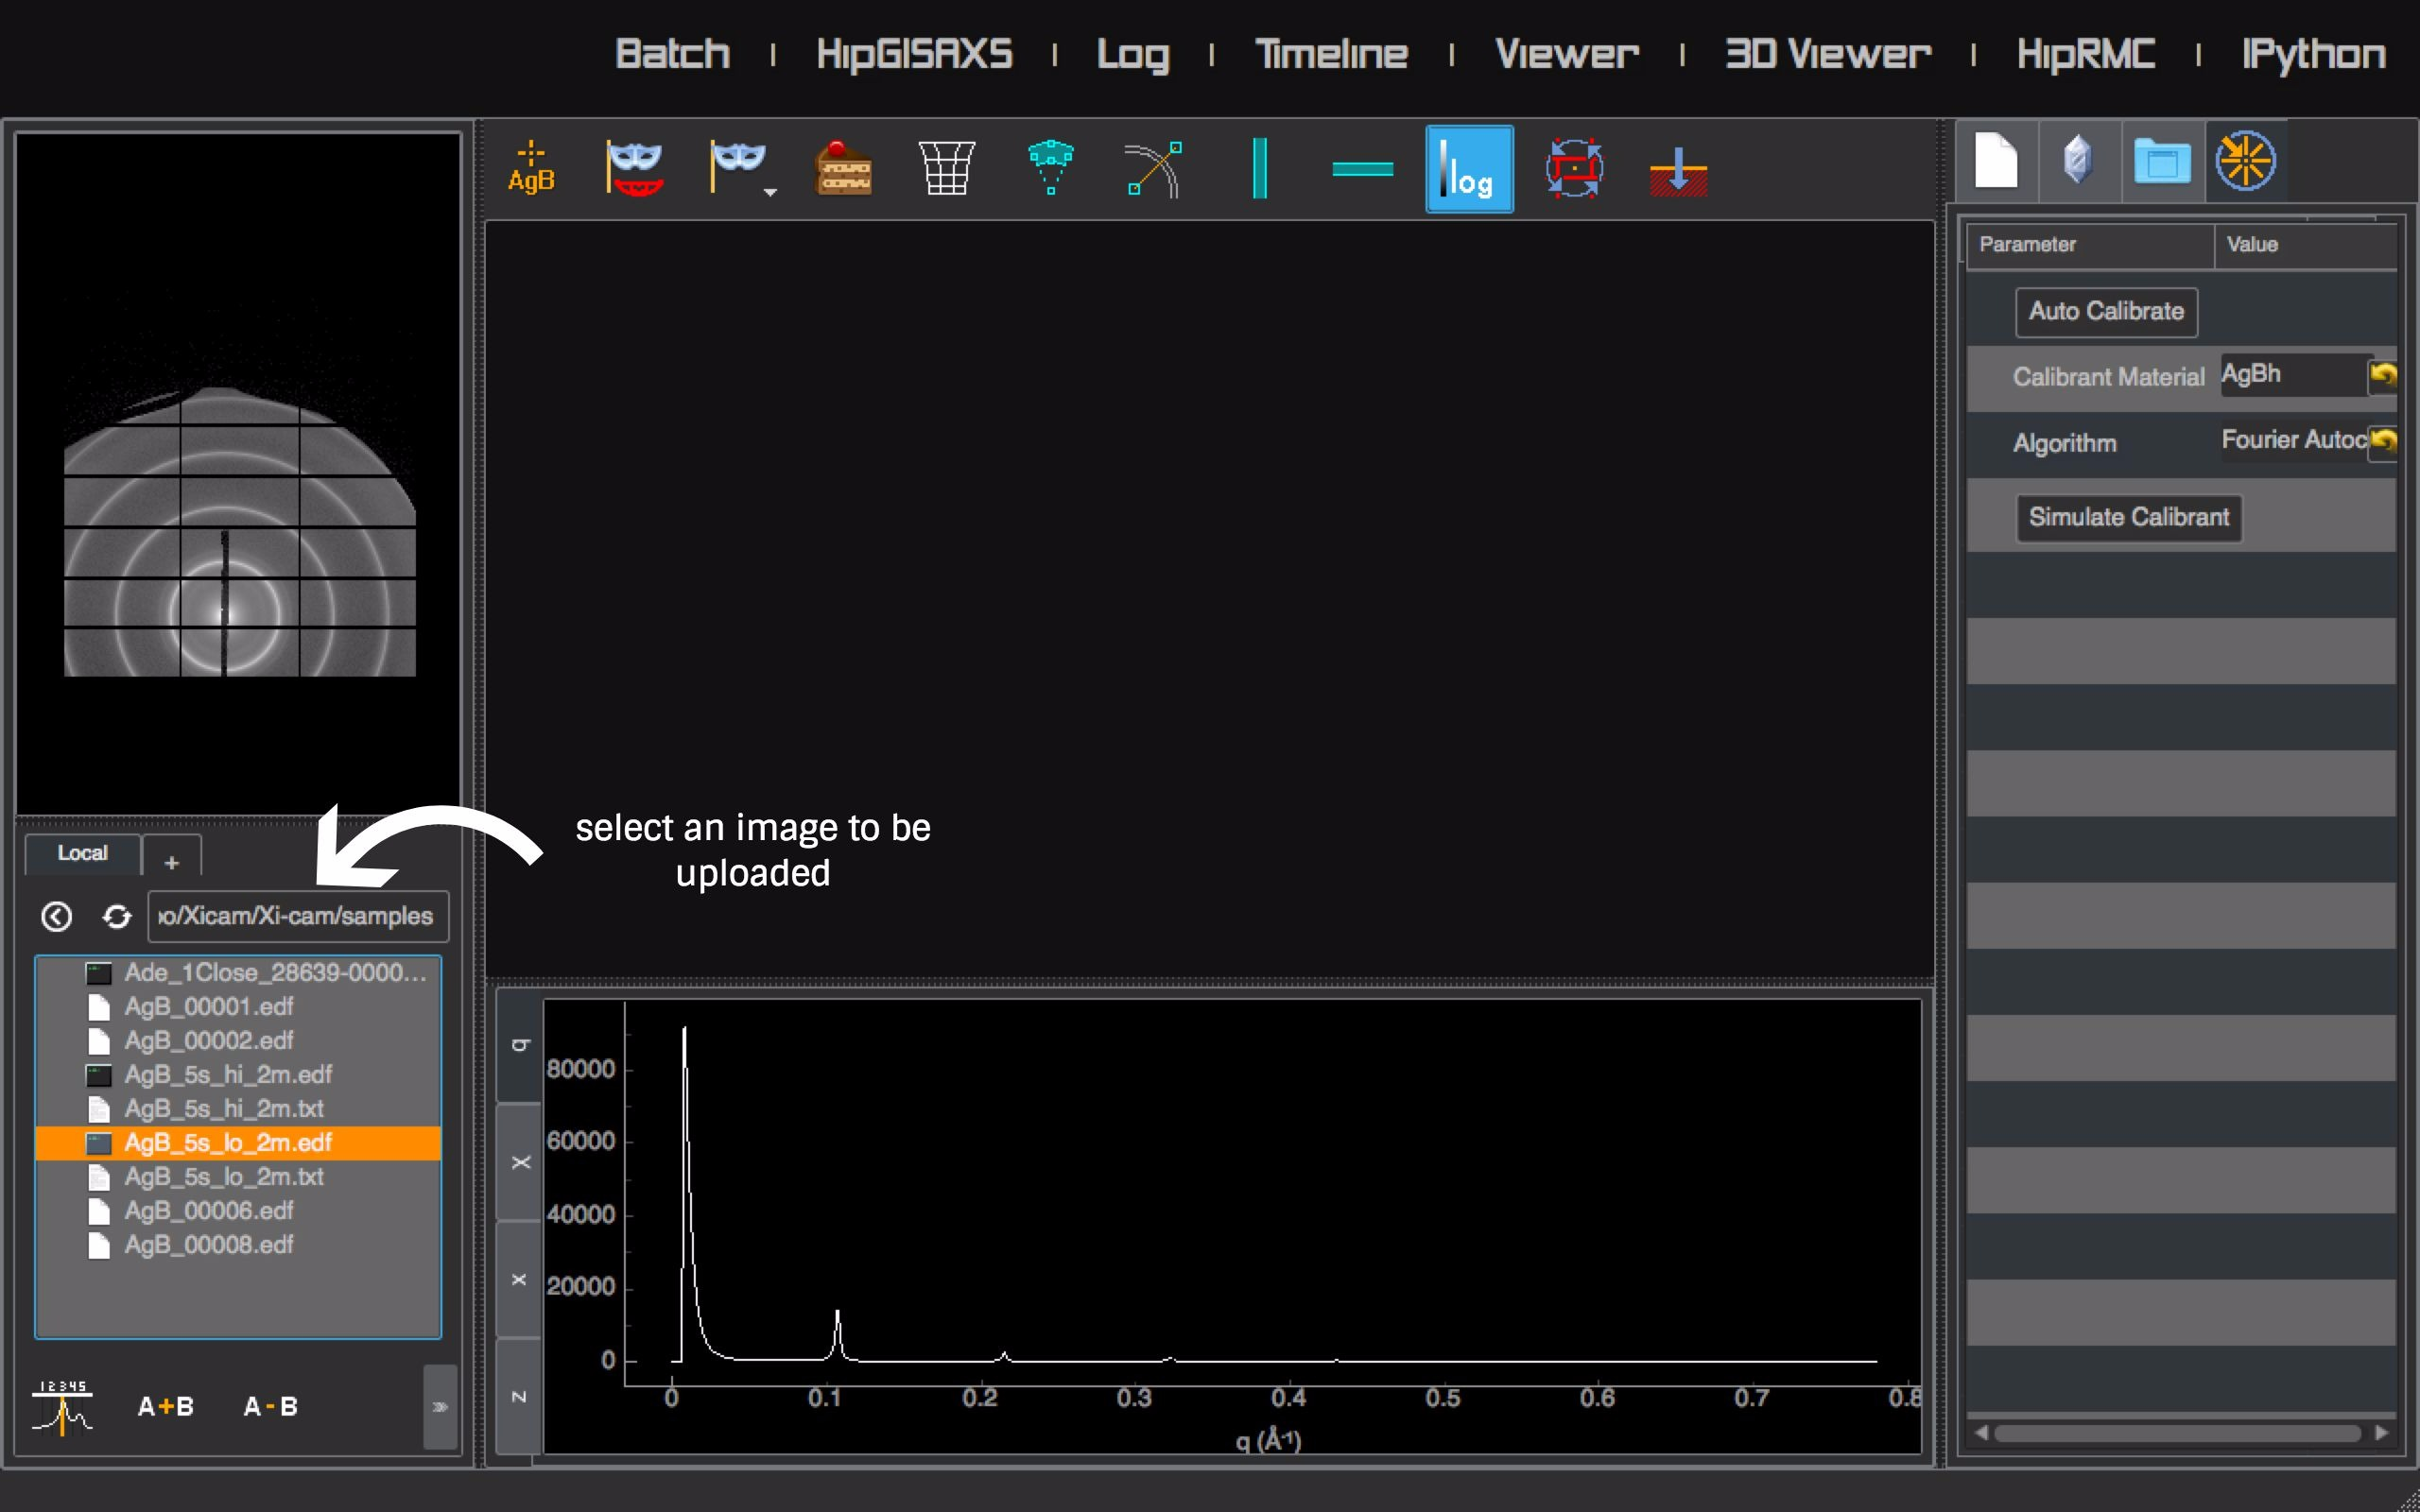 Batch | HipGISAXS | Log | Timeline | Viewer | 3D Viewer | HipRMC | IPython
AgB
log
Parameter Value
Auto Calibrate
Calibrant Material AgBh
Algorithm Fourier Autoc
Simulate Calibrant
select an image to be
uploaded
Local +
o/Xicam/Xi-cam/samples
Ade_1Close_28639-0000...
AgB_00001.edf
AgB_00002.edf
AgB_5s_hi_2m.edf
AgB_5s_hi_2m.txt
AgB_5s_lo_2m.edf
AgB_5s_lo_2m.txt
AgB_00006.edf
AgB_00008.edf
12345
A+B A-B »
q
X
x
z
80000
60000
40000
20000
0
0 0.1 0.2 0.3 0.4 0.5 0.6 0.7 0.8
q (Å-1)